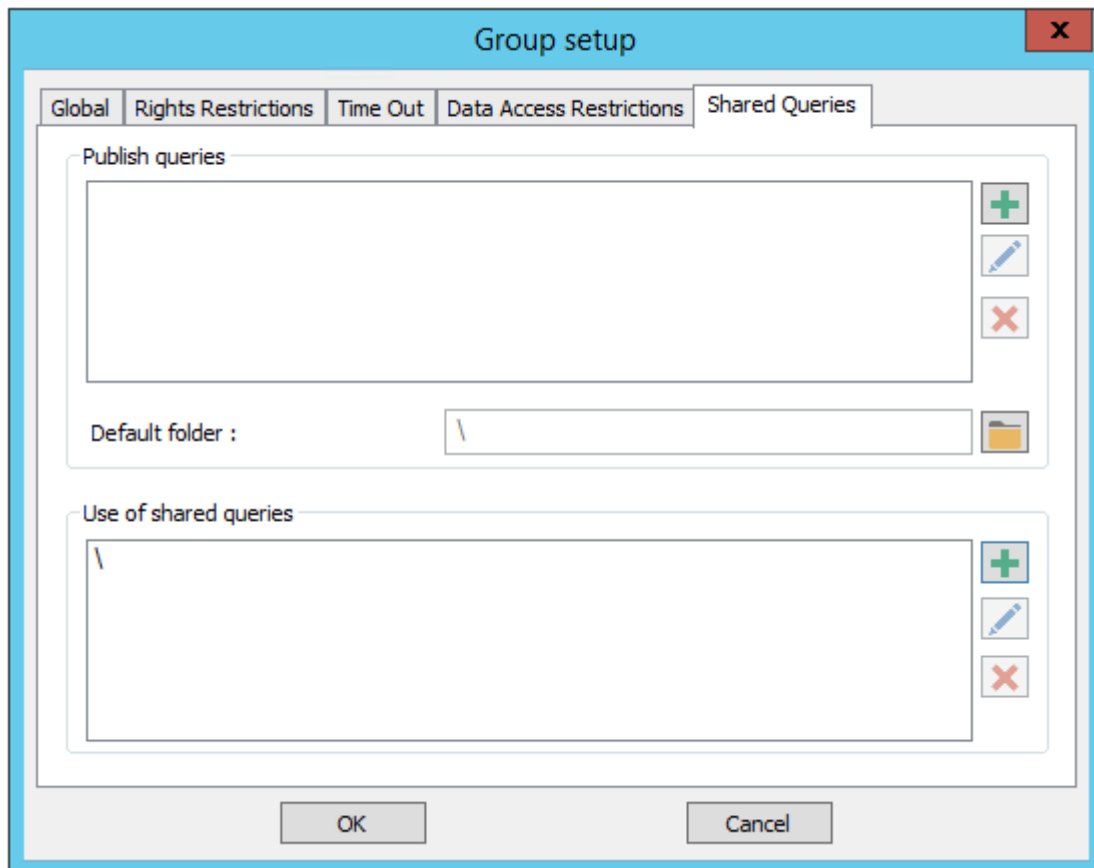 Group setup
x
Global Rights Restrictions Time Out Data Access Restrictions Shared Queries
Publish queries
Default folder : \
Use of shared queries
\
OK Cancel